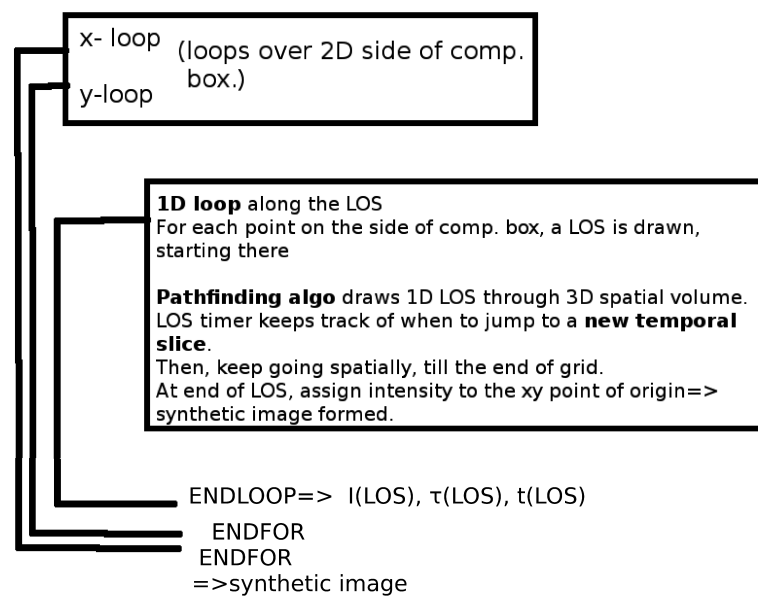 x- loop (loops over 2D side of comp.
box.)
y-loop
1D loop along the LOS
For each point on the side of comp. box, a LOS is drawn,
starting there
Pathfinding algo draws 1D LOS through 3D spatial volume.
LOS timer keeps track of when to jump to a new temporal
slice.
Then, keep going spatially, till the end of grid.
At end of LOS, assign intensity to the xy point of origin=>
synthetic image formed.
ENDLOOP=> I(LOS), τ(LOS), t(LOS)
ENDFOR
ENDFOR
=>synthetic image